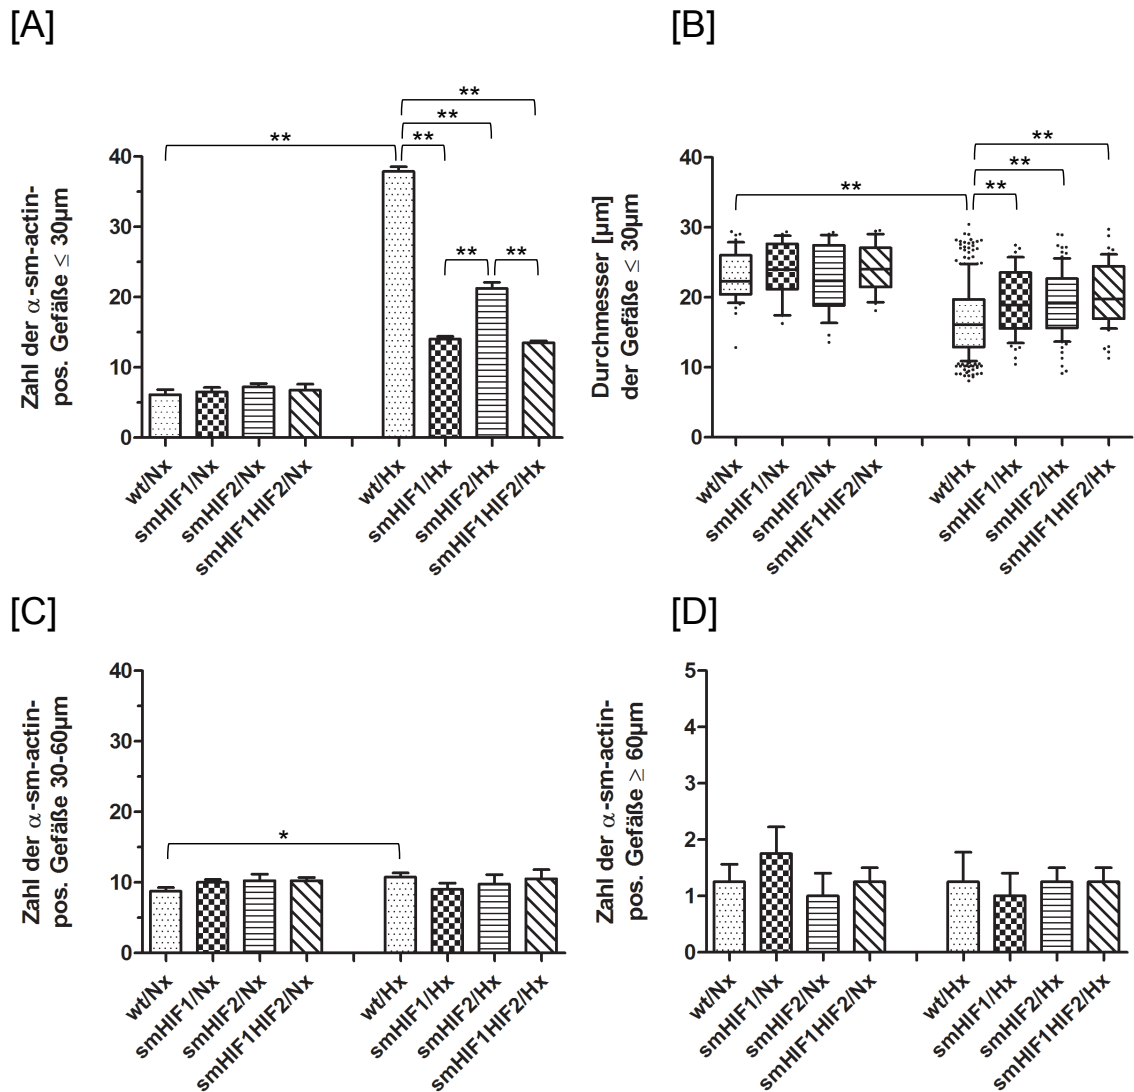 [A]
**
**
**
**
**
**
Zahl der α-sm-actin-
pos. Gefäße ≤ 30µm
40
30
20
10
0
wt/Nx
smHIF1/Nx
smHIF2/Nx
smHIF1HIF2/Nx
wt/Hx
smHIF1/Hx
smHIF2/Hx
smHIF1HIF2/Hx
[B]
**
**
**
**
Durchmesser [µm]
der Gefäße ≤ 30µm
40
30
20
10
0
wt/Nx
smHIF1/Nx
smHIF2/Nx
smHIF1HIF2/Nx
wt/Hx
smHIF1/Hx
smHIF2/Hx
smHIF1HIF2/Hx
[C]
*
Zahl der α-sm-actin-
pos. Gefäße 30-60µm
40
30
20
10
0
wt/Nx
smHIF1/Nx
smHIF2/Nx
smHIF1HIF2/Nx
wt/Hx
smHIF1/Hx
smHIF2/Hx
smHIF1HIF2/Hx
[D]
Zahl der α-sm-actin-
pos. Gefäße ≥ 60µm
5
4
3
2
1
0
wt/Nx
smHIF1/Nx
smHIF2/Nx
smHIF1HIF2/Nx
wt/Hx
smHIF1/Hx
smHIF2/Hx
smHIF1HIF2/Hx